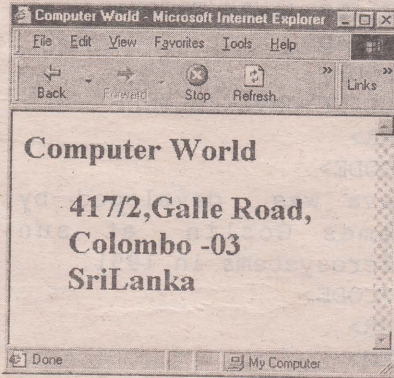 Computer World - Microsoft Internet Explorer
File Edit View Favorites Tools Help
Back Forward Stop Refresh » Links »
Computer World
417/2,Galle Road,
Colombo -03
SriLanka
Done My Computer